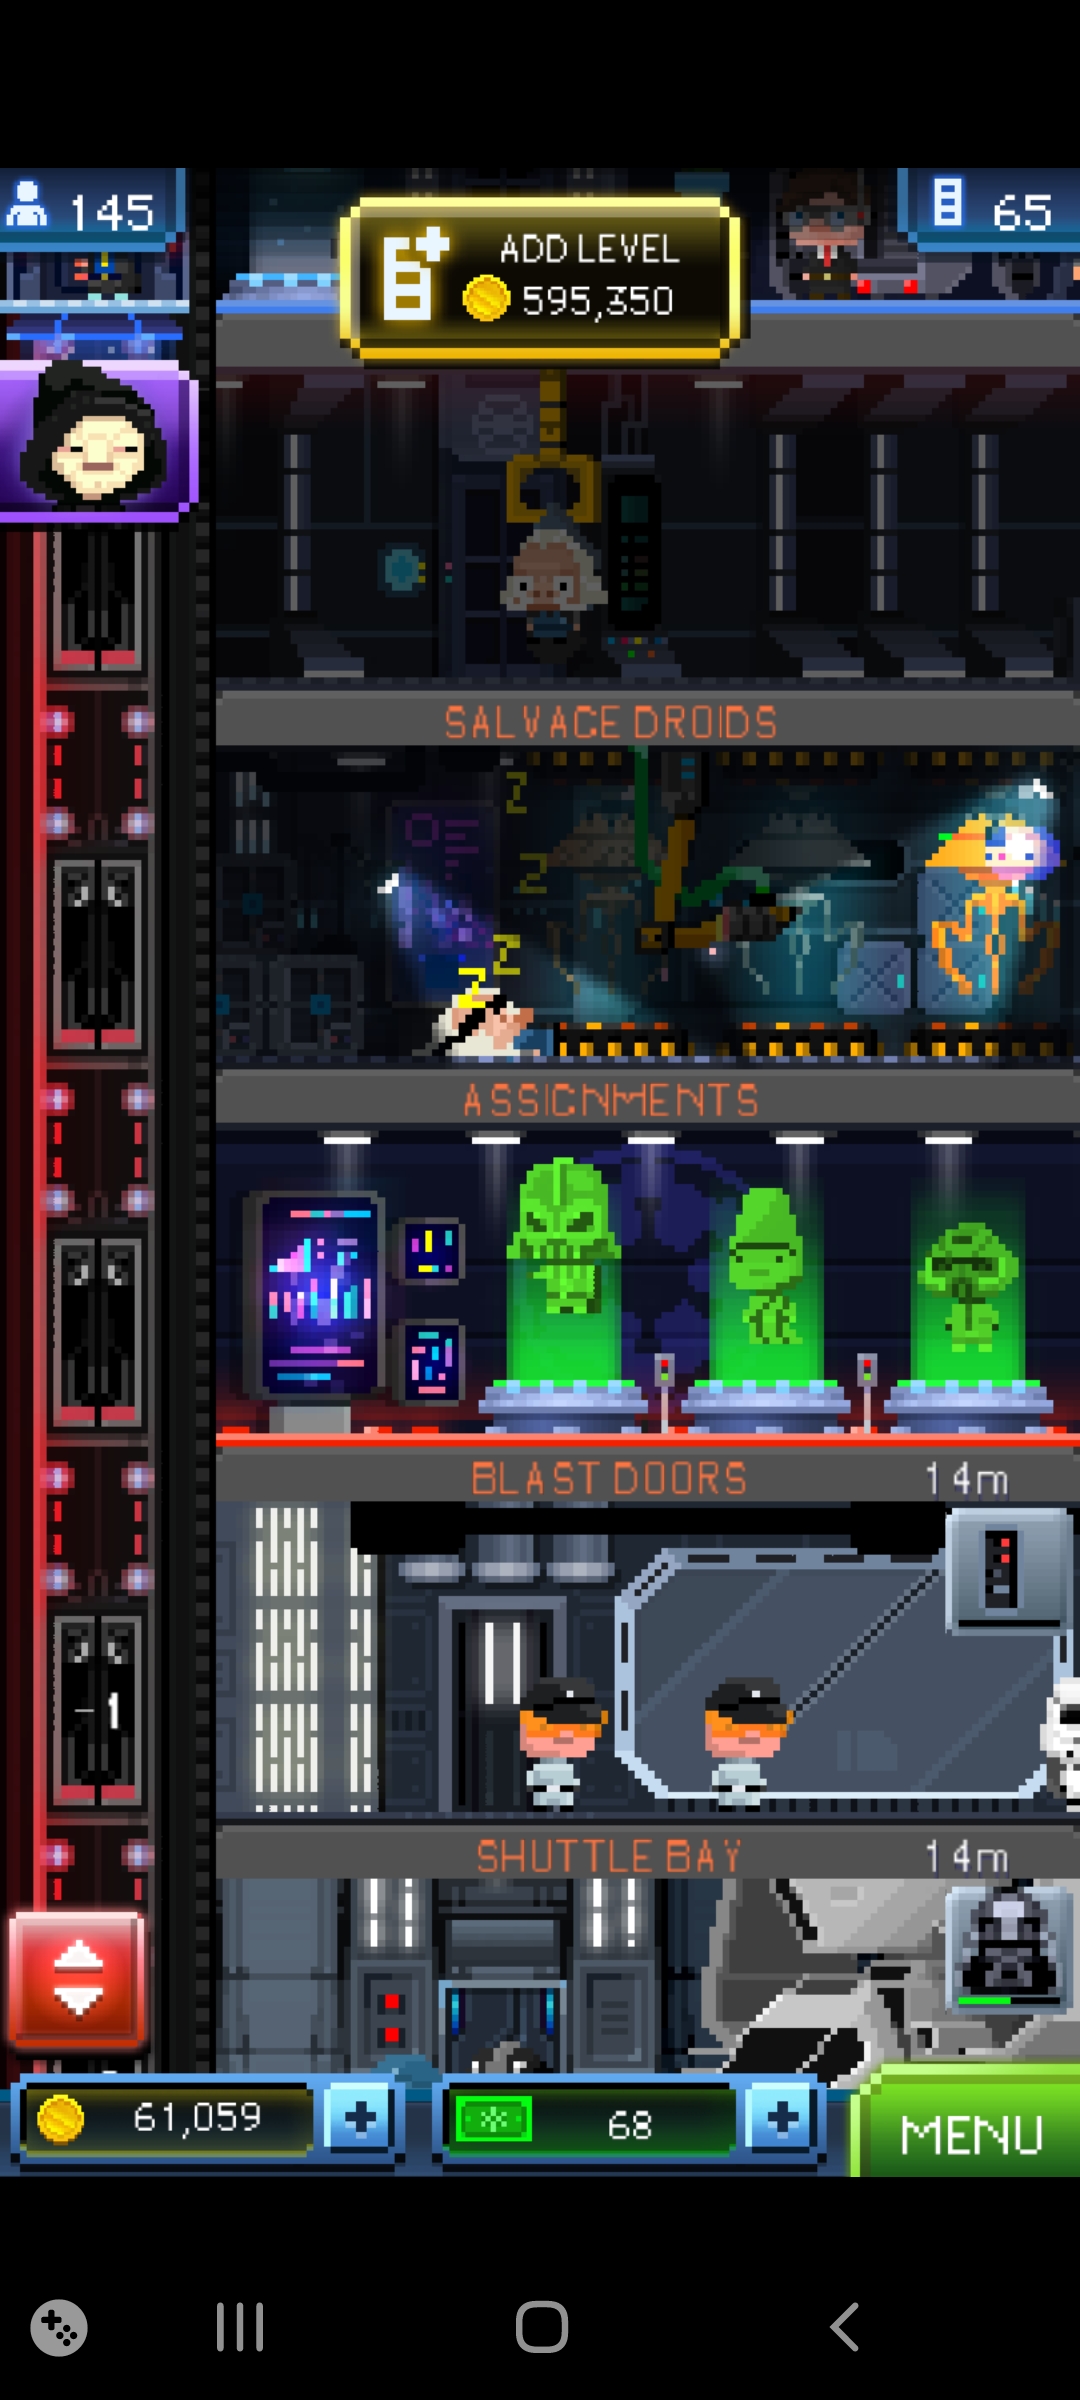 145
65
ADD LEVEL
595,350
SALVAGE DROIDS
Z
Z
Z
Z
ASSIGNMENTS
BLAST DOORS 14m
-1
SHUTTLE BAY 14m
61,059
68
MENU